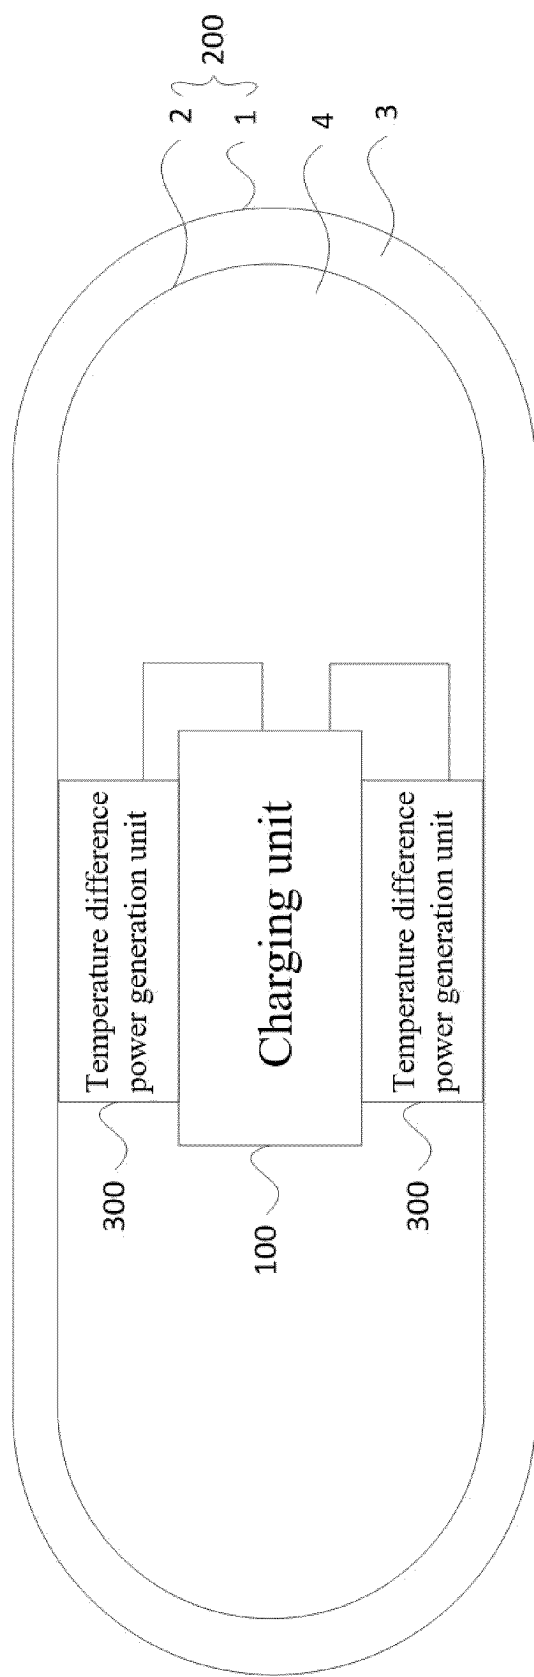 300
Temperature difference
power generation unit
100
Charging unit
300
Temperature difference
power generation unit
2
1
200
4
3